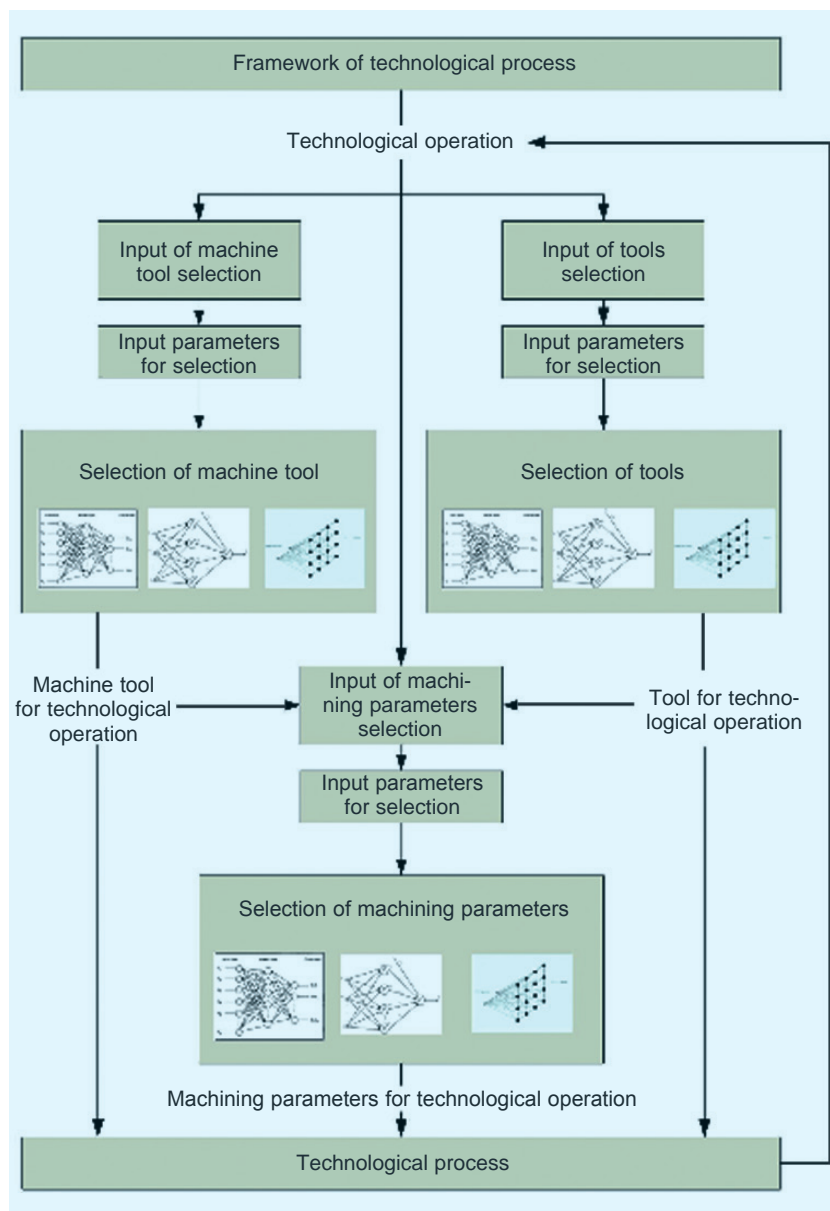 Framework of technological process
Technological operation
Input of machine
tool selection
Input of tools
selection
Input parameters
for selection
Input parameters
for selection
Selection of machine tool
Selection of tools
Machine tool
for technological
operation
Input of machi-
ning parameters
selection
Tool for techno-
logical operation
Input parameters
for selection
Selection of machining parameters
Machining parameters for technological operation
Technological process